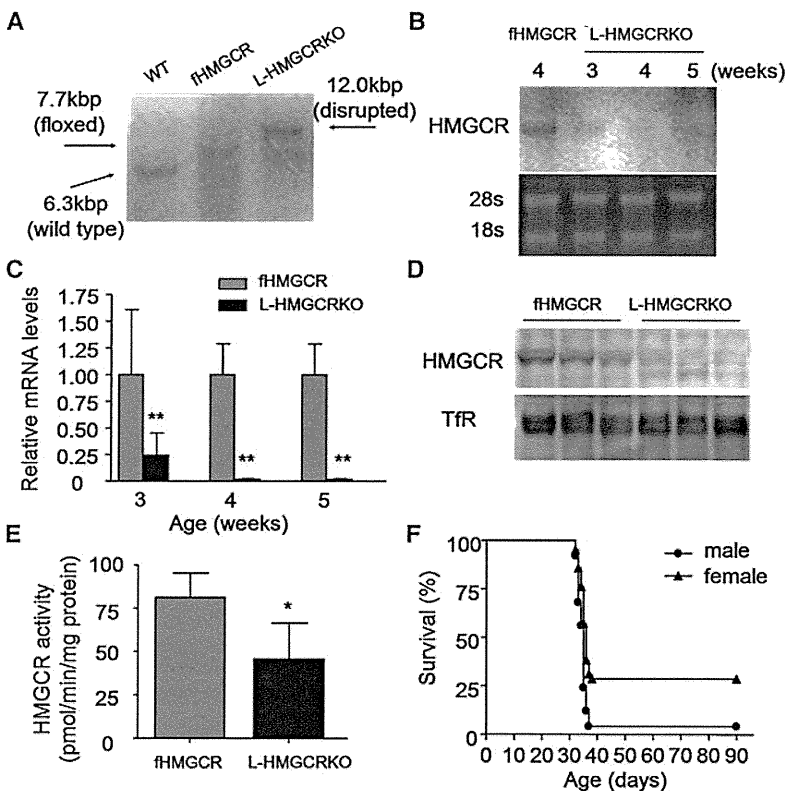 A
WT
fHMGCR
L-HMGCRKO
7.7kbp
(floxed)
12.0kbp
(disrupted)
6.3kbp
(wild type)
B
fHMGCR L-HMGCRKO
4 3 4 5 (weeks)
HMGCR
28s
18s
C
fHMGCR
L-HMGCRKO
Relative mRNA levels
1.75
1.50
1.25
1.00
0.75
0.50
0.25
0
** ** **
3 4 5
Age (weeks)
D
fHMGCR L-HMGCRKO
HMGCR
TfR
E
HMGCR activity
(pmol/min/mg protein)
100
75
50
25
0
*
fHMGCR L-HMGCRKO
F
male
female
Survival (%)
100
75
50
25
0
0 10 20 30 40 50 60 70 80 90
Age (days)